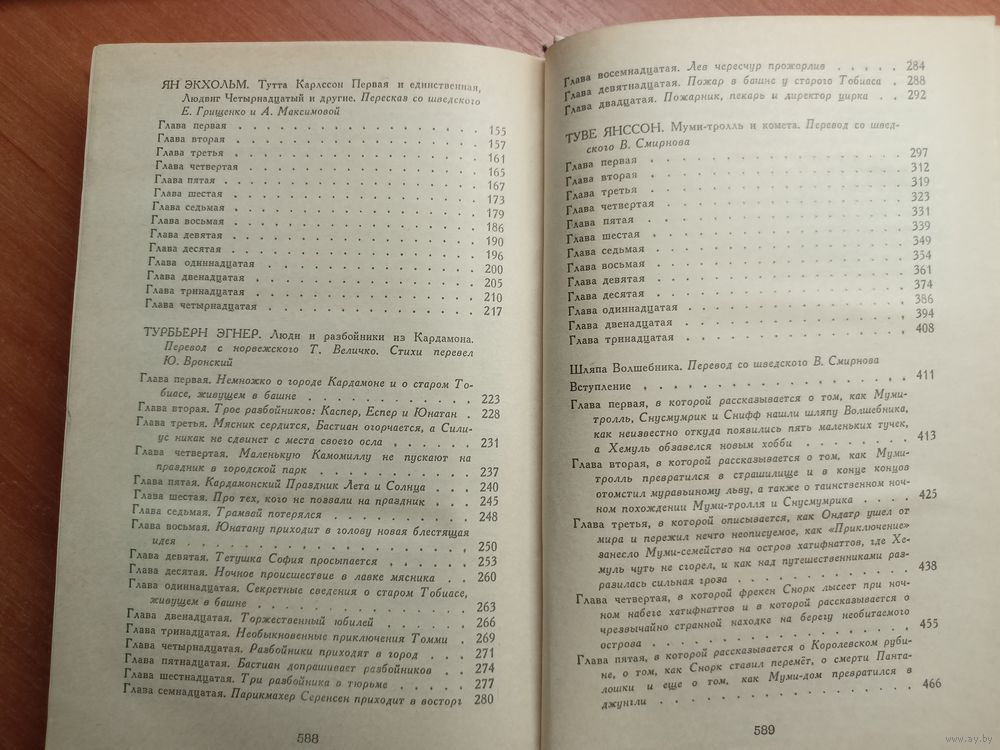 ЯН ЭКХОЛЬМ. Тутта Карлссон Первая и единственная,
Людвиг Четырнадцатый и другие. Пересказ со шведского
Е. Грищенко и А. Максимовой
Глава первая . . . . . . . . . . 155
Глава вторая . . . . . . . . . . 157
Глава третья . . . . . . . . . . 161
Глава четвертая . . . . . . . . . . 165
Глава пятая . . . . . . . . . . 167
Глава шестая . . . . . . . . . . 173
Глава седьмая . . . . . . . . . . 179
Глава восьмая . . . . . . . . . . 186
Глава девятая . . . . . . . . . . 190
Глава десятая . . . . . . . . . . 196
Глава одиннадцатая . . . . . . . . . . 200
Глава двенадцатая . . . . . . . . . . 205
Глава тринадцатая . . . . . . . . . . 210
Глава четырнадцатая . . . . . . . . . . 217
ТУРБЬЕРН ЭГНЕР. Люди и разбойники из Кардамона.
Перевод с норвежского Т. Величко. Стихи перевел
Ю. Вронский
Глава первая. Немножко о городе Кардамоне и о старом То-
биасе, живущем в башне . . . . . . . 223
Глава вторая. Трое разбойников: Каспер, Еспер и Юнатан . 228
Глава третья. Мясник сердится, Бастиан огорчается, а Сили-
ус никак не сдвинет с места своего осла . . . . 231
Глава четвертая. Маленькую Камомиллу не пускают на
праздник в городской парк . . . . . . 237
Глава пятая. Кардамонский Праздник Лета и Солнца . . . 240
Глава шестая. Про тех, кого не позвали на праздник . . . 245
Глава седьмая. Трамвай потерялся . . . . . . 248
Глава восьмая. Юнатану приходит в голову новая блестящая
идея . . . . . . . . . . 250
Глава девятая. Тетушка София просыпается . . . . 253
Глава десятая. Ночное происшествие в лавке мясника . . 260
Глава одиннадцатая. Секретные сведения о старом Тобиасе,
живущем в башне . . . . . . . . 263
Глава двенадцатая. Торжественный юбилей . . . . 266
Глава тринадцатая. Необыкновенные приключения Томми . 269
Глава четырнадцатая. Разбойники приходят в город . . . 271
Глава пятнадцатая. Бастиан допрашивает разбойников . . 274
Глава шестнадцатая. Три разбойника в тюрьме . . . . 277
Глава семнадцатая. Парикмахер Серенсен приходит в восторг 280
588
Глава восемнадцатая. Лев чересчур прожорлив . . . . . 284
Глава девятнадцатая. Пожар в башне у старого Тобиаса . 288
Глава двадцатая. Пожарник, пекарь и директор цирка . . 292
ТУВЕ ЯНССОН. Муми-тролль и комета. Перевод со швед-
ского В. Смирнова
Глава первая . . . . . . . . . . 297
Глава вторая . . . . . . . . . . 312
Глава третья . . . . . . . . . . 319
Глава четвертая . . . . . . . . . . 323
Глава пятая . . . . . . . . . . 331
Глава шестая . . . . . . . . . . 339
Глава седьмая . . . . . . . . . . 349
Глава восьмая . . . . . . . . . . 354
Глава девятая . . . . . . . . . . 361
Глава десятая . . . . . . . . . . 374
Глава одиннадцатая . . . . . . . . . . 386
Глава двенадцатая . . . . . . . . . . 394
Глава тринадцатая . . . . . . . . . . 408
Шляпа Волшебника. Перевод со шведского В. Смирнова
Вступление . . . . . . . . . . 411
Глава первая, в которой рассказывается о том, как Муми-
тролль, Снусмумрик и Снифф нашли шляпу Волшебника,
как неизвестно откуда появились пять маленьких тучек,
а Хемуль обзавелся новым хобби . . . . . 413
Глава вторая, в которой рассказывается о том, как Муми-
тролль превратился в страшилище и в конце концов
отомстил муравьиному льву, а также о таинственном ноч-
ном похождении Муми-тролля и Снусмумрика . . . . 425
Глава третья, в которой описывается, как Ондатр ушел от
мира и пережил нечто неописуемое, как «Приключение»
занесло Муми-семейство на остров хатифнаттов, где Хе-
муль чуть не сгорел, и как над путешественниками раз-
разилась сильная гроза . . . . . . . 438
Глава четвертая, в которой фрекен Снорк лысеет при ноч-
ном набеге хатифнаттов и в которой рассказывается о
чрезвычайно странной находке на берегу необитаемого
острова . . . . . . . . . . 455
Глава пятая, в которой рассказывается о Королевском руби-
не, о том, как Снорк ставил перемёт, о смерти Панта-
лошки и еще о том, как Муми-дом превратился в
джунгли . . . . . . . . . . 466
589
www.ay.by